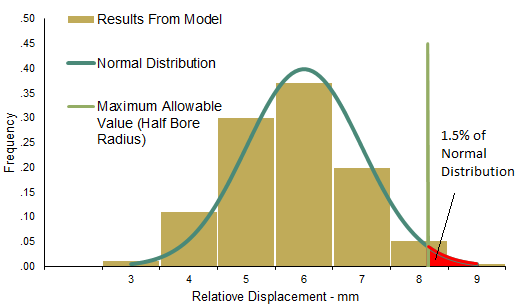 .50
.45
.40
.35
.30
.25
.20
.15
.10
.05
.00
Frequency
Results From Model
Normal Distribution
Maximum Allowable
Value (Half Bore
Radius)
1.5% of
Normal
Distribution
3 4 5 6 7 8 9
Relatiove Displacement - mm